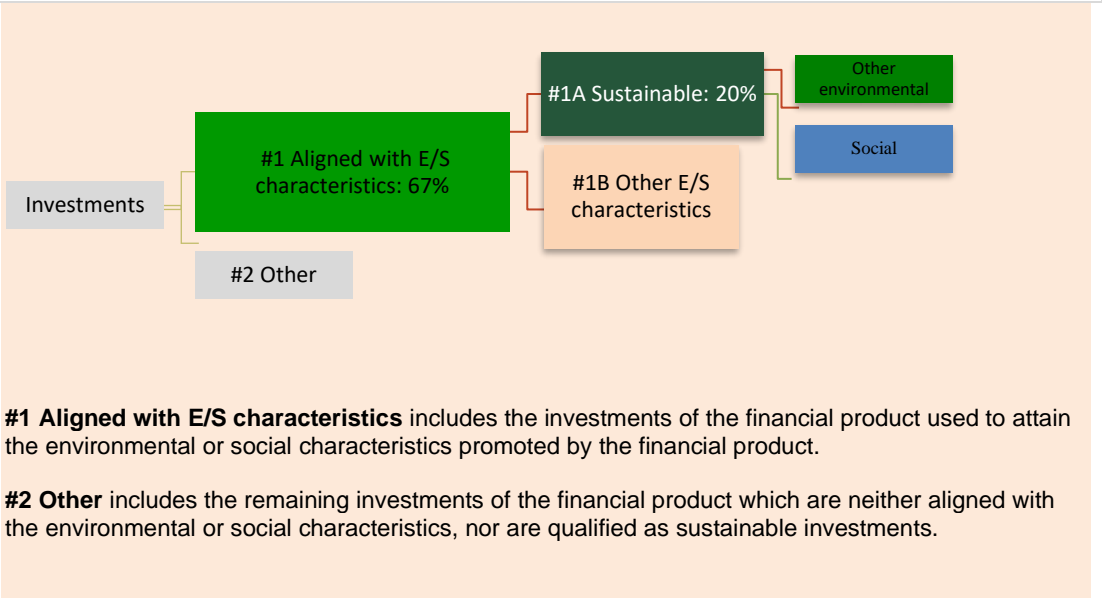 Investments
#1 Aligned with E/S
characteristics: 67%
#2 Other
#1A Sustainable: 20%
#1B Other E/S
characteristics
Other
environmental
Social
#1 Aligned with E/S characteristics includes the investments of the financial product used to attain
the environmental or social characteristics promoted by the financial product.
#2 Other includes the remaining investments of the financial product which are neither aligned with
the environmental or social characteristics, nor are qualified as sustainable investments.